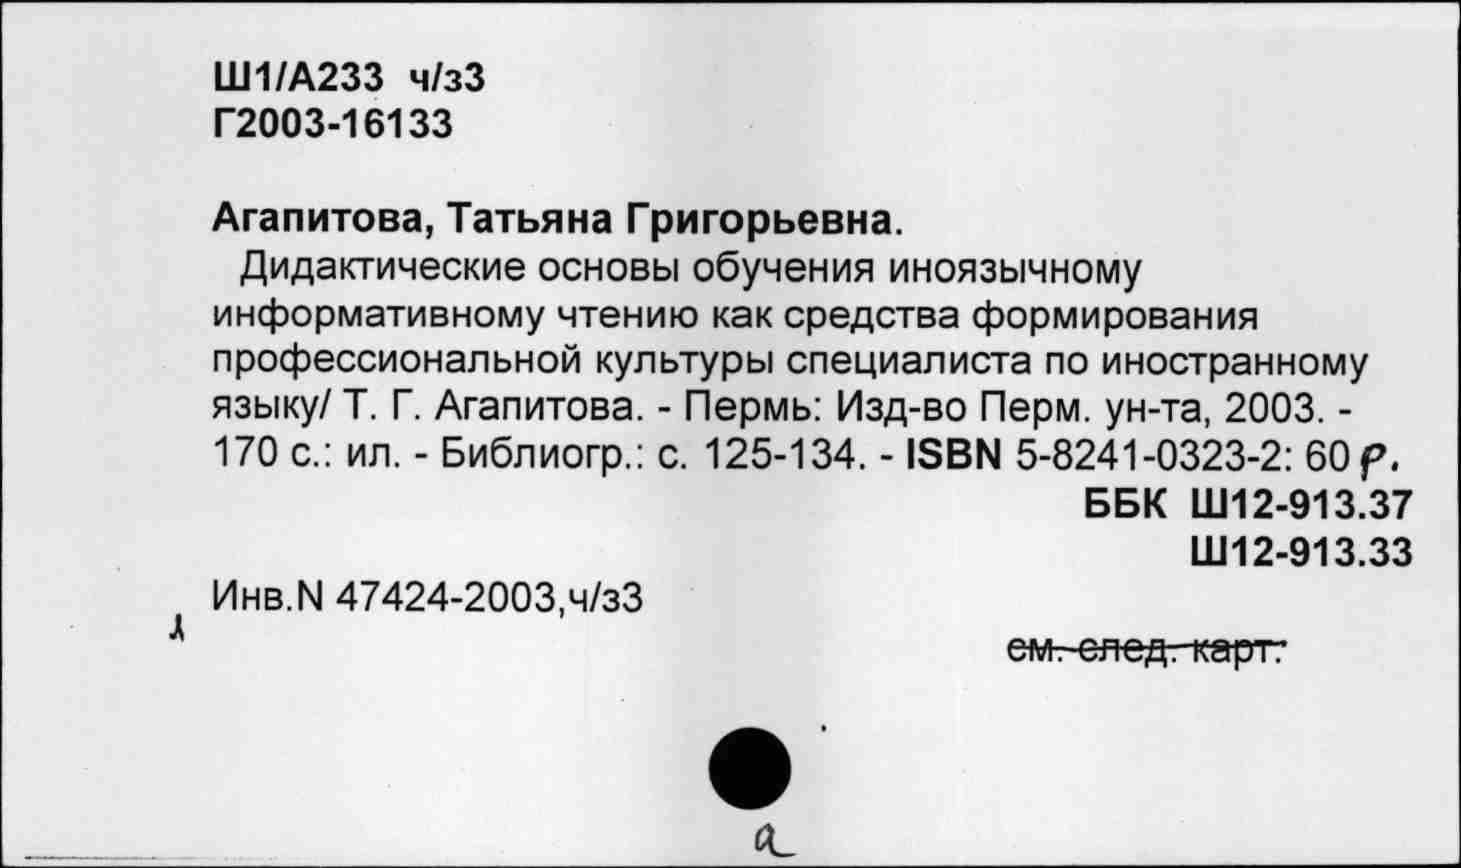 Ш1/А233 ч/з3
Г2003-16133
Агапитова, Татьяна Григорьевна.
Дидактические основы обучения иноязычному
информативному чтению как средства формирования
профессиональной культуры специалиста по иностранному
языку/ Т. Г. Агапитова. - Пермь: Изд-во Перм. ун-та, 2003. -
170 с.: ил. - Библиогр.: с. 125-134. - ISBN 5-8241-0323-2: 60 р.
ББК Ш12-913.37
Ш12-913.33
Инв.N 47424-2003,ч/з3
см. след. карт.
а